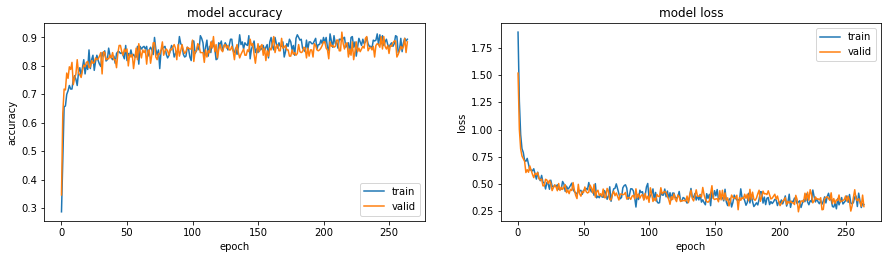 model accuracy
accuracy
0.9
0.8
0.7
0.6
0.5
0.4
0.3
0 50 100 150 200 250
epoch
train
valid
model loss
loss
1.75
1.50
1.25
1.00
0.75
0.50
0.25
0 50 100 150 200 250
epoch
train
valid